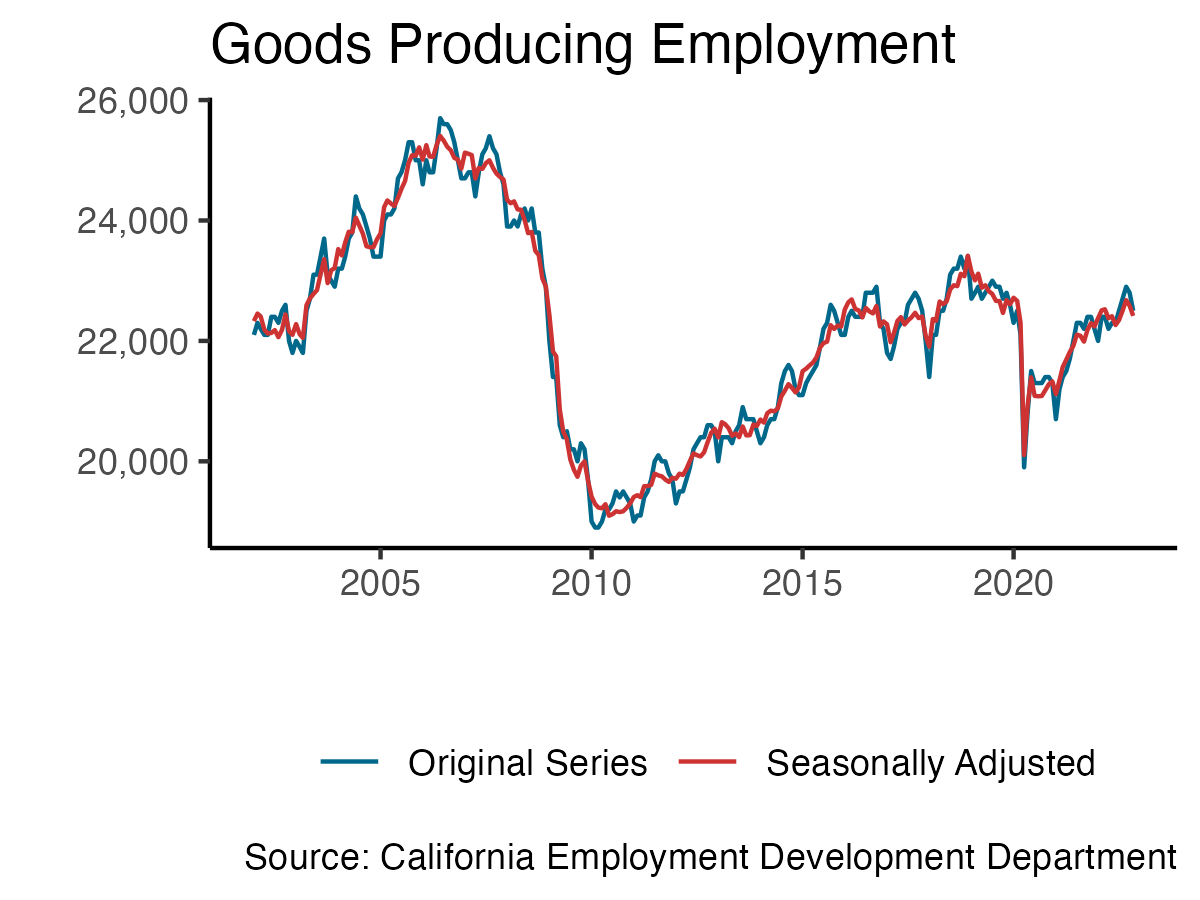 Goods Producing Employment
26,000
24,000
22,000
20,000
2005 2010 2015 2020
Original Series Seasonally Adjusted
Source: California Employment Development Department